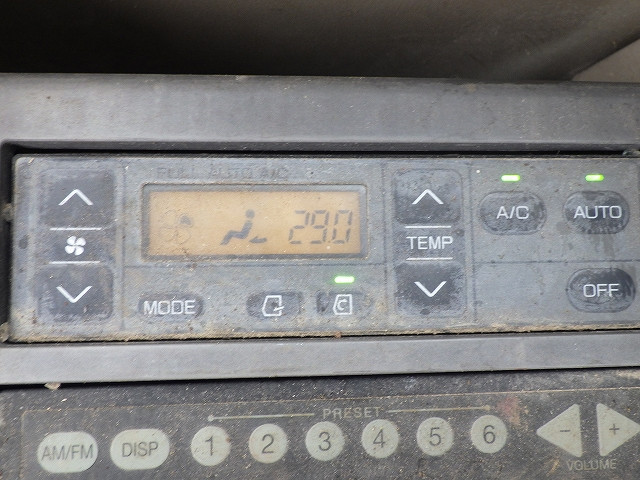 FULL AUTO A/C
29.0
TEMP
A/C
AUTO
MODE
OFF
PRESET
AM/FM
DISP
1 2 3 4 5 6
- +
VOLUME